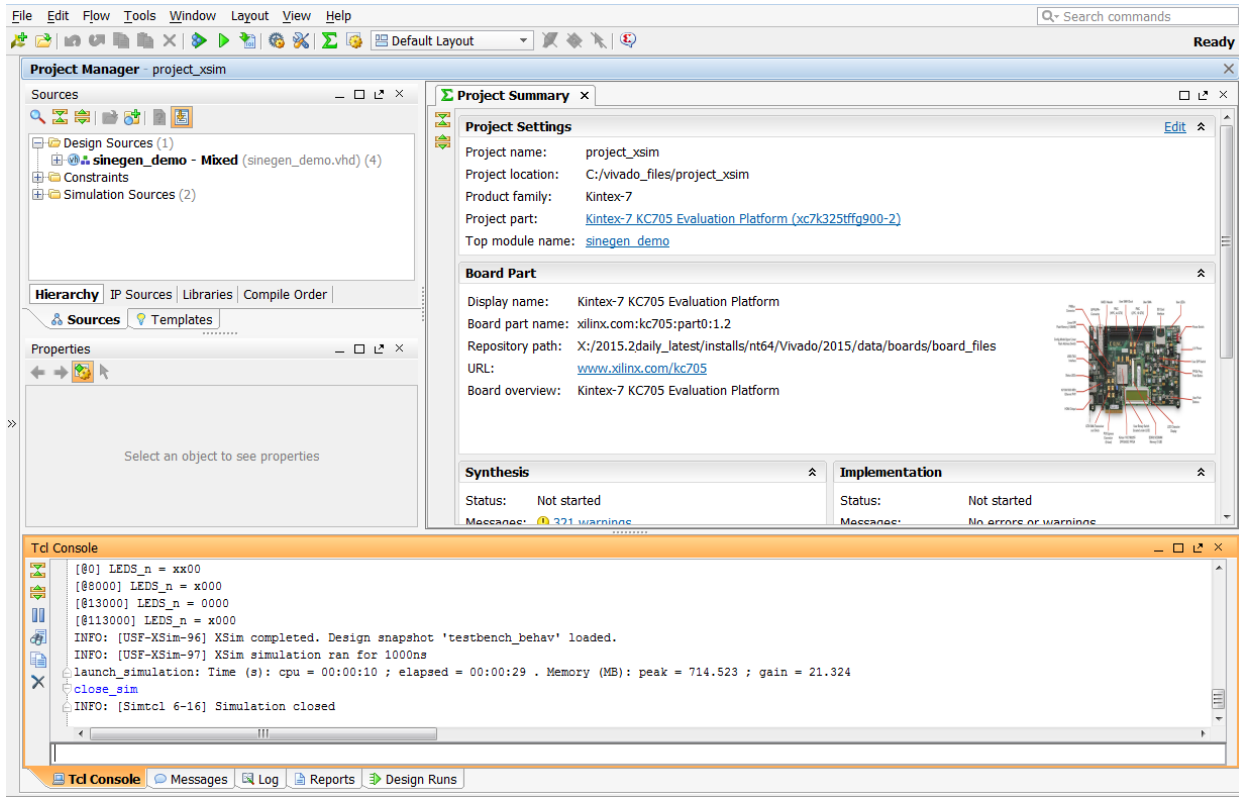 File Edit Flow Tools Window Layout View Help
Search commands
Default Layout
Ready
Project Manager - project_xsim
Sources
Design Sources (1)
sinegen_demo - Mixed (sinegen_demo.vhd) (4)
Constraints
Simulation Sources (2)
Hierarchy IP Sources Libraries Compile Order
Sources Templates
Properties
Select an object to see properties
Project Summary
Project Settings
Edit
Project name: project_xsim
Project location: C:/vivado_files/project_xsim
Product family: Kintex-7
Project part: Kintex-7 KC705 Evaluation Platform (xc7k325tffg900-2)
Top module name: sinegen_demo
Board Part
Display name: Kintex-7 KC705 Evaluation Platform
Board part name: xilinx.com:kc705:part0:1.2
Repository path: X:/2015.2daily_latest/installs/nt64/Vivado/2015/data/boards/board_files
URL: www.xilinx.com/kc705
Board overview: Kintex-7 KC705 Evaluation Platform
Synthesis
Status: Not started
Messages: 321 warnings
Implementation
Status: Not started
Messages: No errors or warnings
Tcl Console
[@0] LEDS_n = xx00
[@8000] LEDS_n = x000
[@13000] LEDS_n = 0000
[@113000] LEDS_n = x000
INFO: [USF-XSim-96] XSim completed. Design snapshot 'testbench_behav' loaded.
INFO: [USF-XSim-97] XSim simulation ran for 1000ns
launch_simulation: Time (s): cpu = 00:00:10 ; elapsed = 00:00:29 . Memory (MB): peak = 714.523 ; gain = 21.324
close_sim
INFO: [Simtcl 6-16] Simulation closed
Tcl Console Messages Log Reports Design Runs